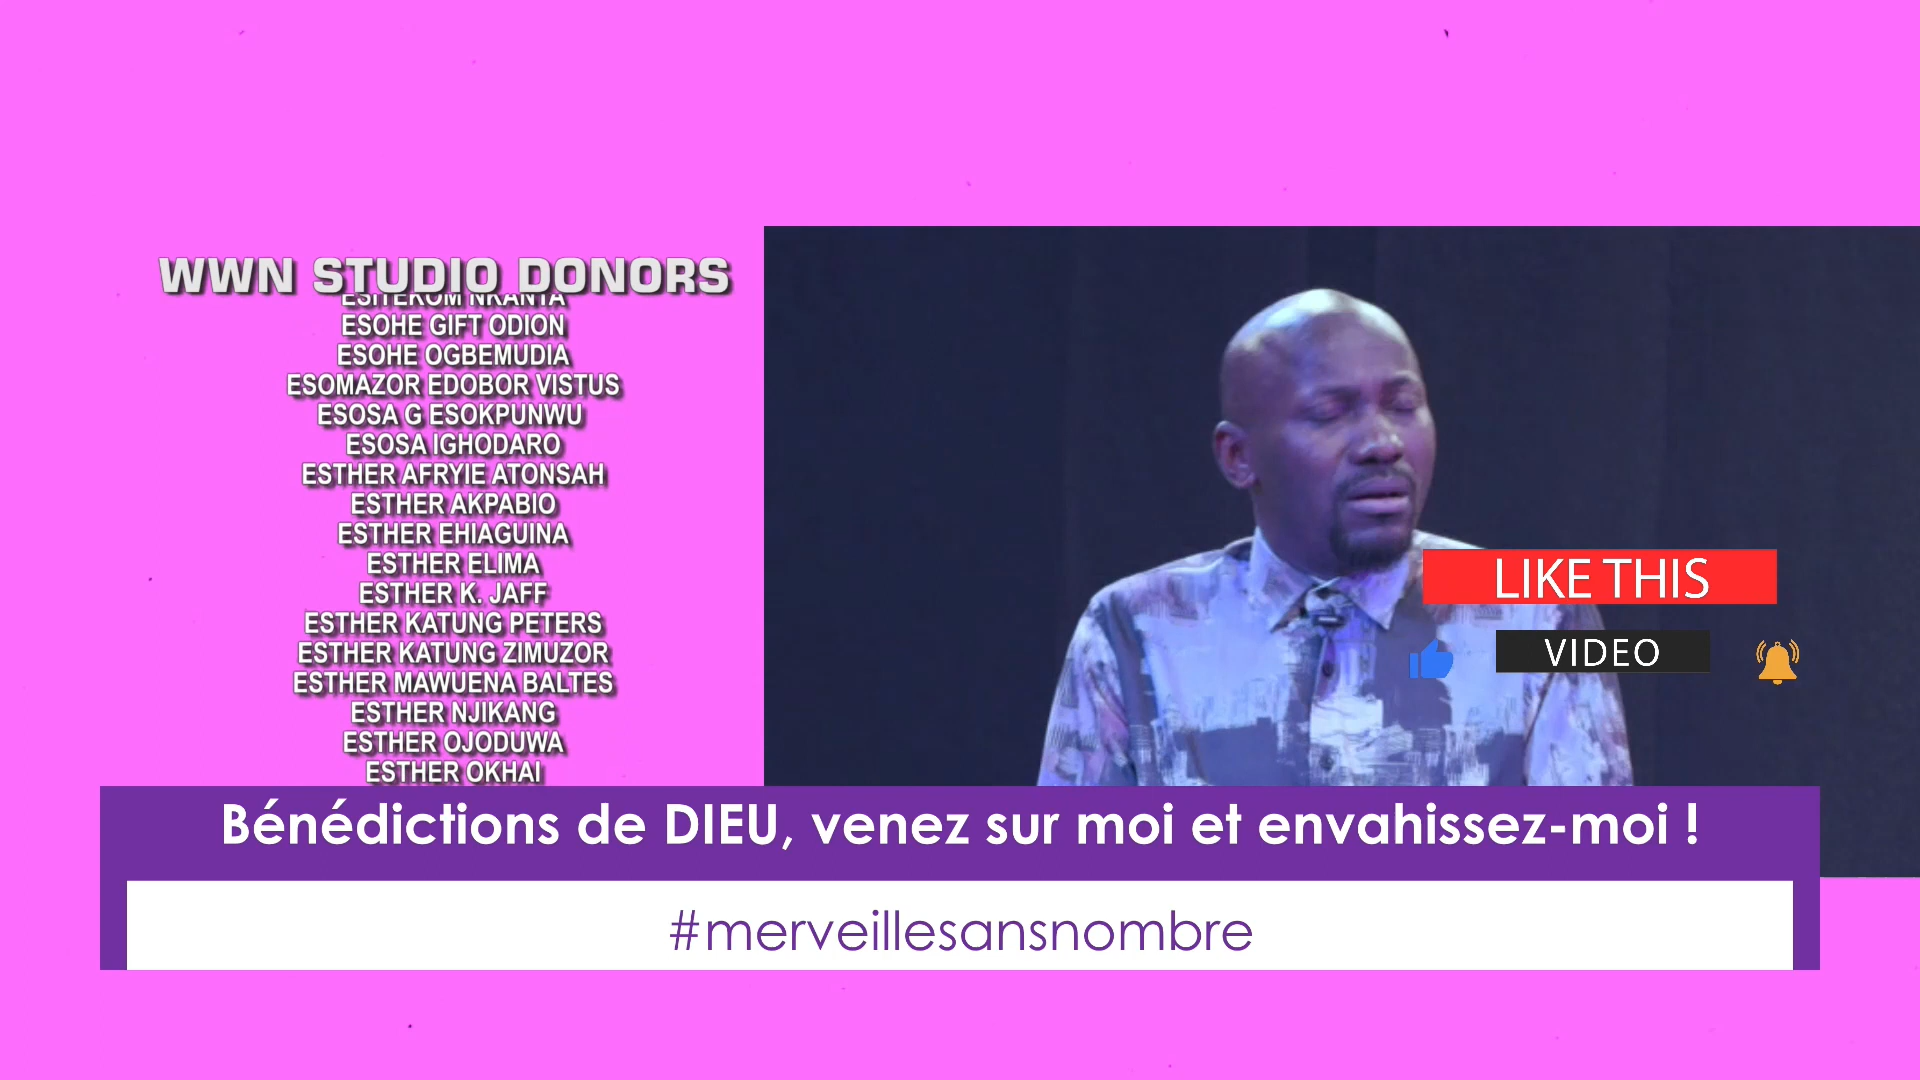 WWN STUDIO DONORS
ESITEKOM NKANTA
ESOHE GIFT ODION
ESOHE OGBEMUDIA
ESOMAZOR EDOBOR VISTUS
ESOSA G ESOKPUNWU
ESOSA IGHODARO
ESTHER AFRYIE ATONSAH
ESTHER AKPABIO
ESTHER EHIAGUINA
ESTHER ELIMA
ESTHER K. JAFF
ESTHER KATUNG PETERS
ESTHER KATUNG ZIMUZOR
ESTHER MAWUENA BALTES
ESTHER NJIKANG
ESTHER OJODUWA
ESTHER OKHAI
LIKE THIS
VIDEO
Bénédictions de DIEU, venez sur moi et envahissez-moi !
#merveillesansnombre